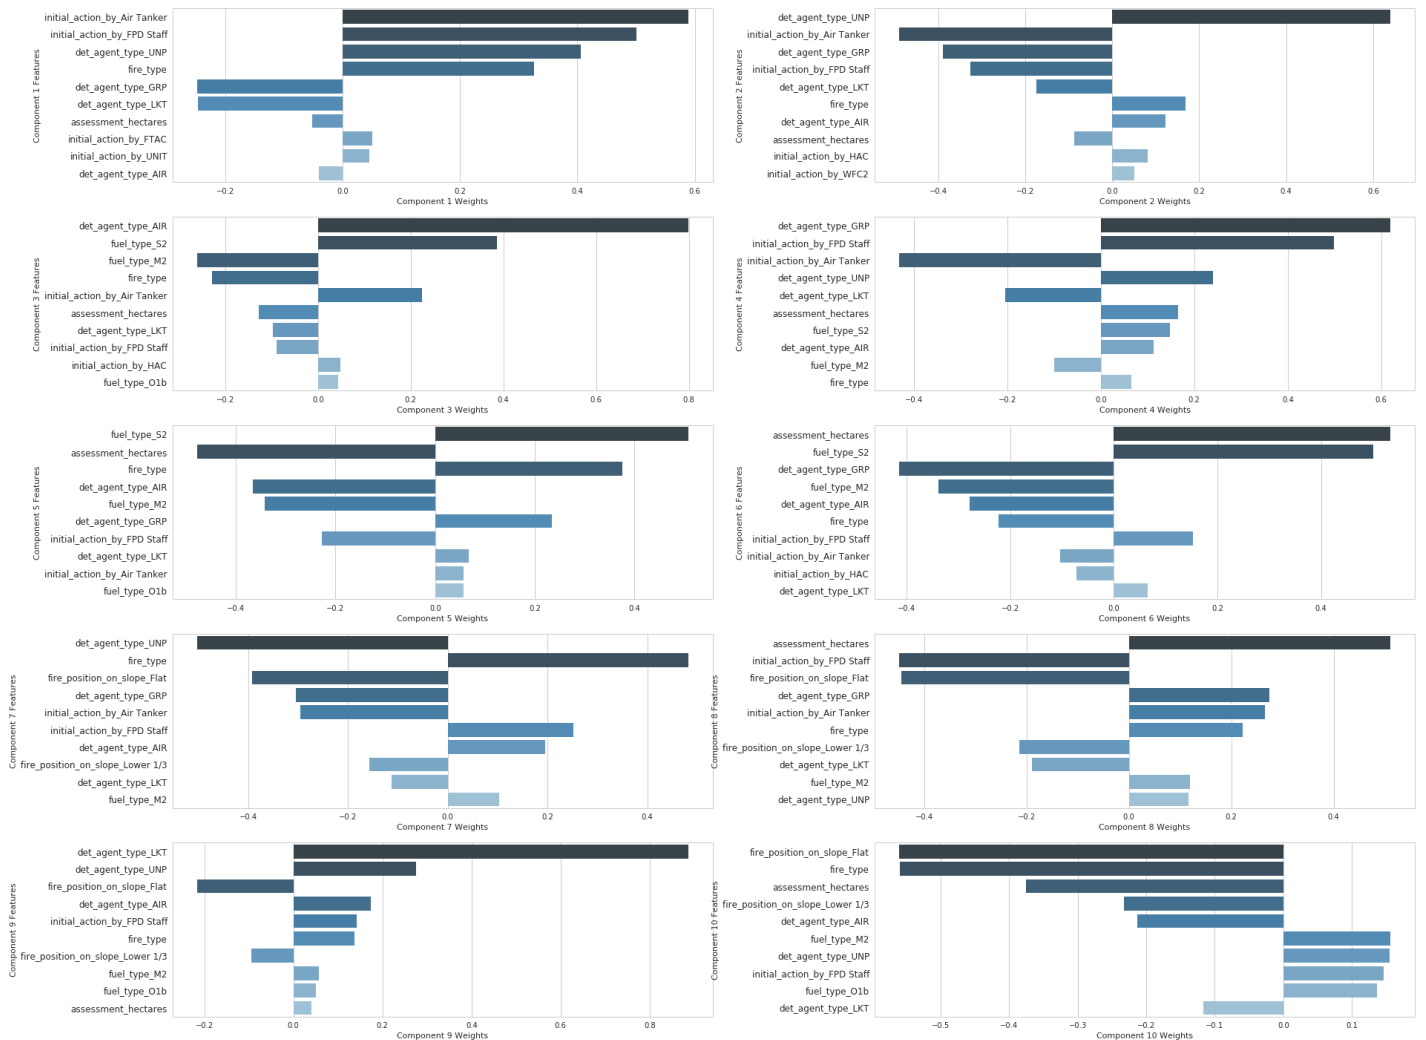 Component 1 Features
initial_action_by_Air Tanker
initial_action_by_FPD Staff
det_agent_type_UNP
fire_type
det_agent_type_GRP
det_agent_type_LKT
assessment_hectares
initial_action_by_FTAC
initial_action_by_UNIT
det_agent_type_AIR
−0.2 0.0 0.2 0.4 0.6
Component 1 Weights
Component 2 Features
det_agent_type_UNP
initial_action_by_Air Tanker
det_agent_type_GRP
initial_action_by_FPD Staff
det_agent_type_LKT
fire_type
det_agent_type_AIR
assessment_hectares
initial_action_by_HAC
initial_action_by_WFC2
−0.4 −0.2 0.0 0.2 0.4 0.6
Component 2 Weights
Component 3 Features
det_agent_type_AIR
fuel_type_S2
fuel_type_M2
fire_type
initial_action_by_Air Tanker
assessment_hectares
det_agent_type_LKT
initial_action_by_FPD Staff
initial_action_by_HAC
fuel_type_O1b
−0.2 0.0 0.2 0.4 0.6 0.8
Component 3 Weights
Component 4 Features
det_agent_type_GRP
initial_action_by_FPD Staff
initial_action_by_Air Tanker
det_agent_type_UNP
det_agent_type_LKT
assessment_hectares
fuel_type_S2
det_agent_type_AIR
fuel_type_M2
fire_type
−0.4 −0.2 0.0 0.2 0.4 0.6
Component 4 Weights
Component 5 Features
fuel_type_S2
assessment_hectares
fire_type
det_agent_type_AIR
fuel_type_M2
det_agent_type_GRP
initial_action_by_FPD Staff
det_agent_type_LKT
initial_action_by_Air Tanker
fuel_type_O1b
−0.4 −0.2 0.0 0.2 0.4
Component 5 Weights
Component 6 Features
assessment_hectares
fuel_type_S2
det_agent_type_GRP
fuel_type_M2
det_agent_type_AIR
fire_type
initial_action_by_FPD Staff
initial_action_by_Air Tanker
initial_action_by_HAC
det_agent_type_LKT
−0.4 −0.2 0.0 0.2 0.4
Component 6 Weights
Component 7 Features
det_agent_type_UNP
fire_type
fire_position_on_slope_Flat
det_agent_type_GRP
initial_action_by_Air Tanker
initial_action_by_FPD Staff
det_agent_type_AIR
fire_position_on_slope_Lower 1/3
det_agent_type_LKT
fuel_type_M2
−0.4 −0.2 0.0 0.2 0.4
Component 7 Weights
Component 8 Features
assessment_hectares
initial_action_by_FPD Staff
fire_position_on_slope_Flat
det_agent_type_GRP
initial_action_by_Air Tanker
fire_type
fire_position_on_slope_Lower 1/3
det_agent_type_LKT
fuel_type_M2
det_agent_type_UNP
−0.4 −0.2 0.0 0.2 0.4
Component 8 Weights
Component 9 Features
det_agent_type_LKT
det_agent_type_UNP
fire_position_on_slope_Flat
det_agent_type_AIR
initial_action_by_FPD Staff
fire_type
fire_position_on_slope_Lower 1/3
fuel_type_M2
fuel_type_O1b
assessment_hectares
−0.2 0.0 0.2 0.4 0.6 0.8
Component 9 Weights
Component 10 Features
fire_position_on_slope_Flat
fire_type
assessment_hectares
fire_position_on_slope_Lower 1/3
det_agent_type_AIR
fuel_type_M2
det_agent_type_UNP
initial_action_by_FPD Staff
fuel_type_O1b
det_agent_type_LKT
−0.5 −0.4 −0.3 −0.2 −0.1 0.0 0.1
Component 10 Weights